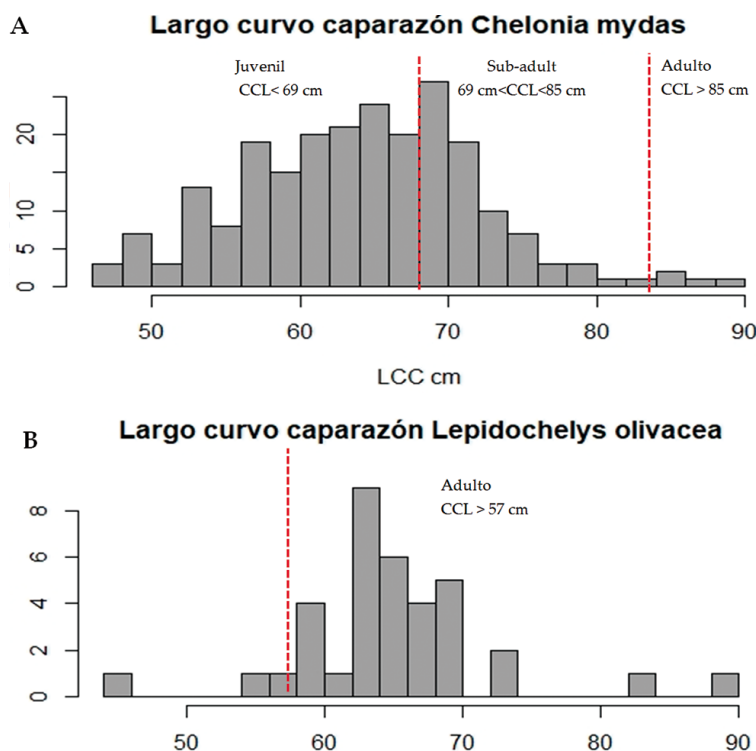 A
Largo curvo caparazón Chelonia mydas
Juvenil
CCL< 69 cm
Sub-adult
69 cm<CCL<85 cm
Adulto
CCL > 85 cm
20
10
5
0
50 60 70 80 90
LCC cm
B
Largo curvo caparazón Lepidochelys olivacea
Adulto
CCL > 57 cm
8
6
4
2
0
50 60 70 80 90